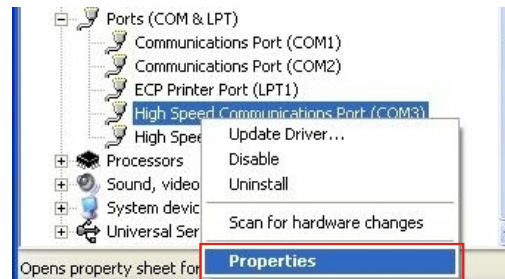 Ports (COM & LPT)
Communications Port (COM1)
Communications Port (COM2)
ECP Printer Port (LPT1)
High Speed Communications Port (COM3)
High Spee
Update Driver...
Processors
Disable
Sound, video
Uninstall
System devic
Scan for hardware changes
Universal Ser
Properties
Opens property sheet for